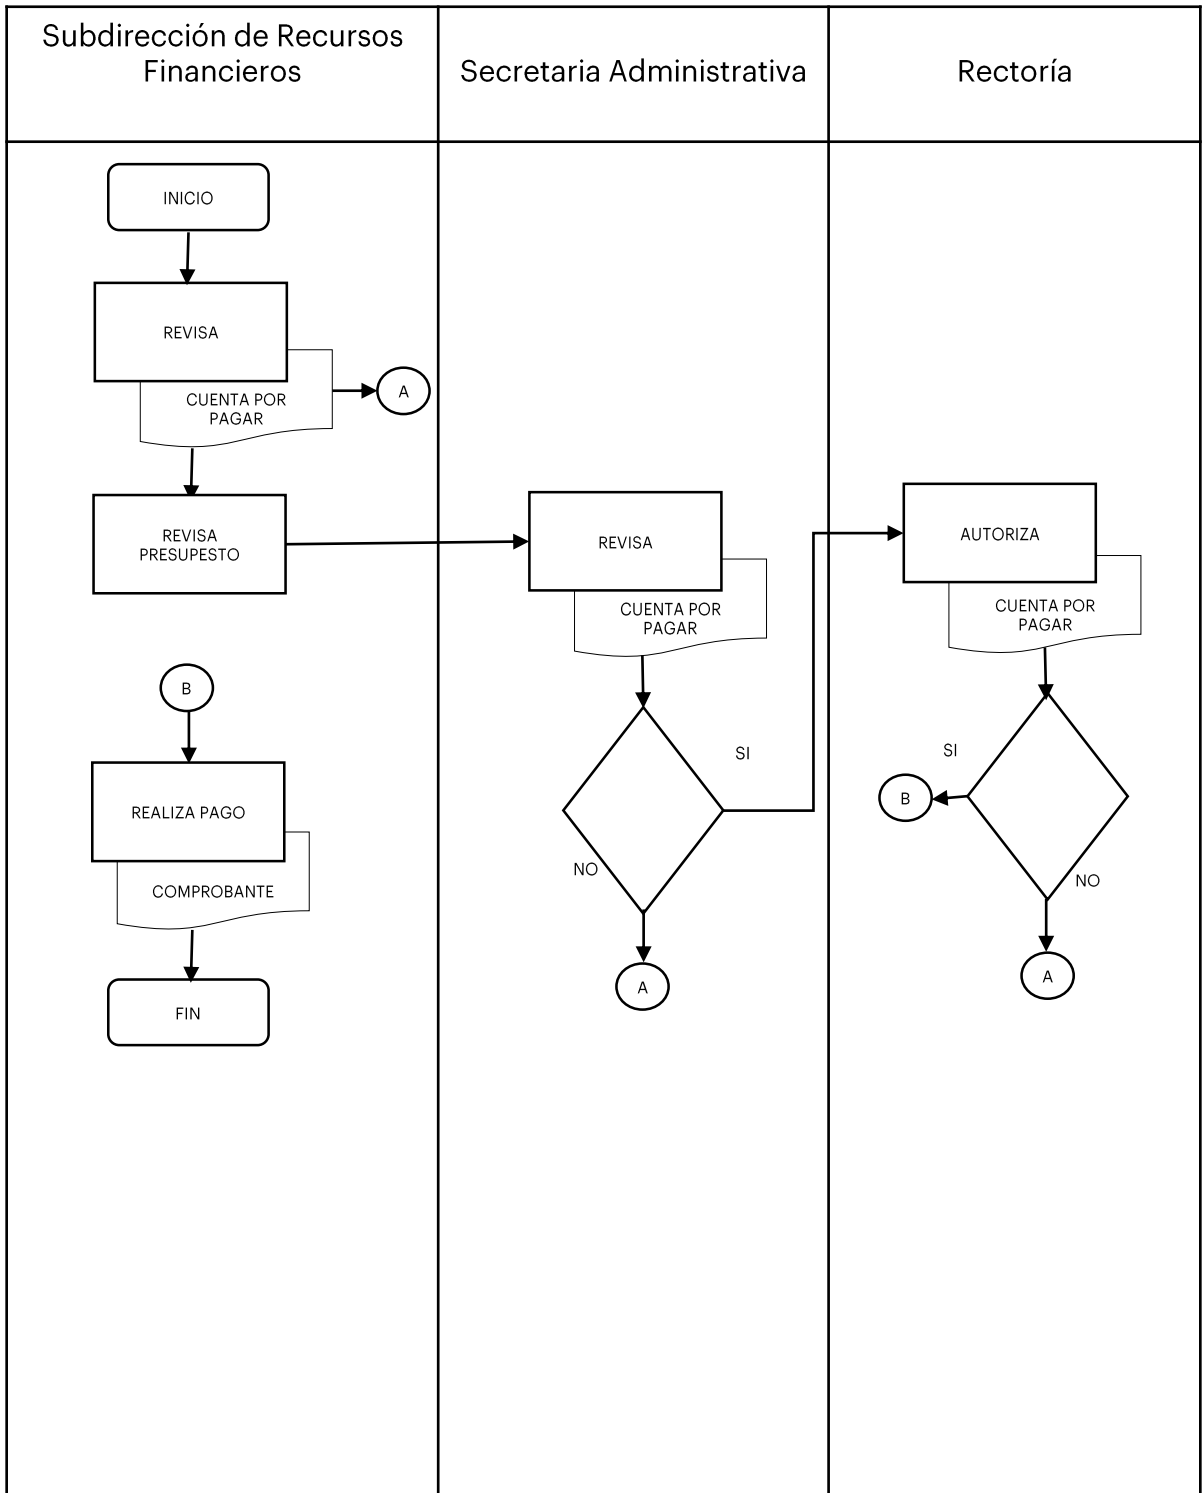 Subdirección de Recursos
Financieros
Secretaria Administrativa
Rectoría
INICIO
REVISA
CUENTA POR
PAGAR
A
REVISA
PRESUPESTO
B
REALIZA PAGO
COMPROBANTE
FIN
REVISA
CUENTA POR
PAGAR
SI
NO
A
AUTORIZA
CUENTA POR
PAGAR
SI
B
NO
A